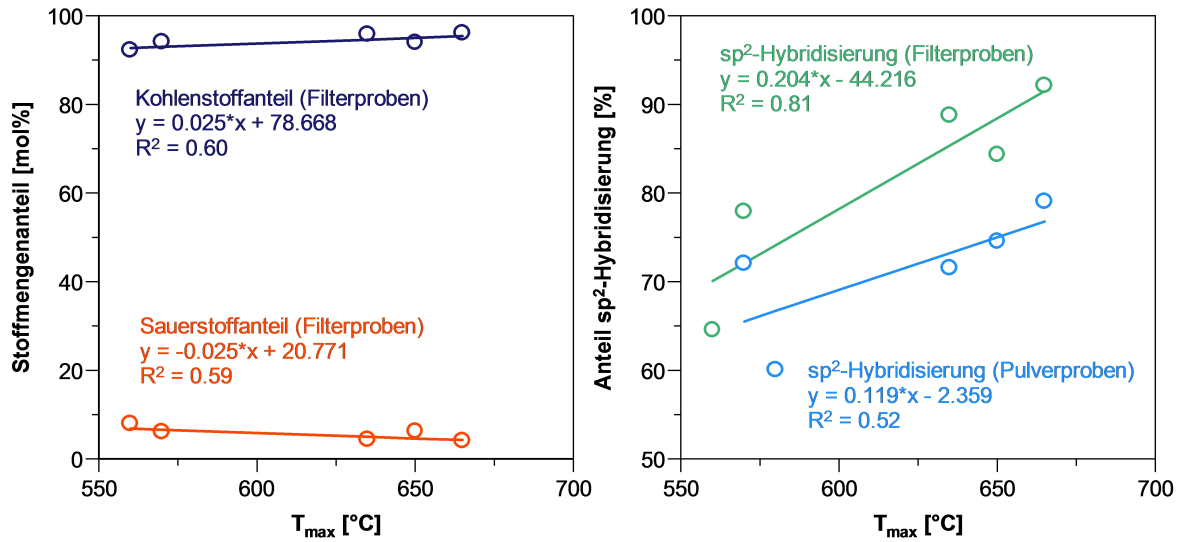 Stoffmengenanteil [mol%]
100
80
60
40
20
0
Kohlenstoffanteil (Filterproben)
y = 0.025*x + 78.668
R² = 0.60
Sauerstoffanteil (Filterproben)
y = -0.025*x + 20.771
R² = 0.59
550
600
650
700
Tmax [°C]
Anteil sp²-Hybridisierung [%]
100
90
80
70
60
50
sp²-Hybridisierung (Filterproben)
y = 0.204*x - 44.216
R² = 0.81
sp²-Hybridisierung (Pulverproben)
y = 0.119*x - 2.359
R² = 0.52
550
600
650
700
Tmax [°C]